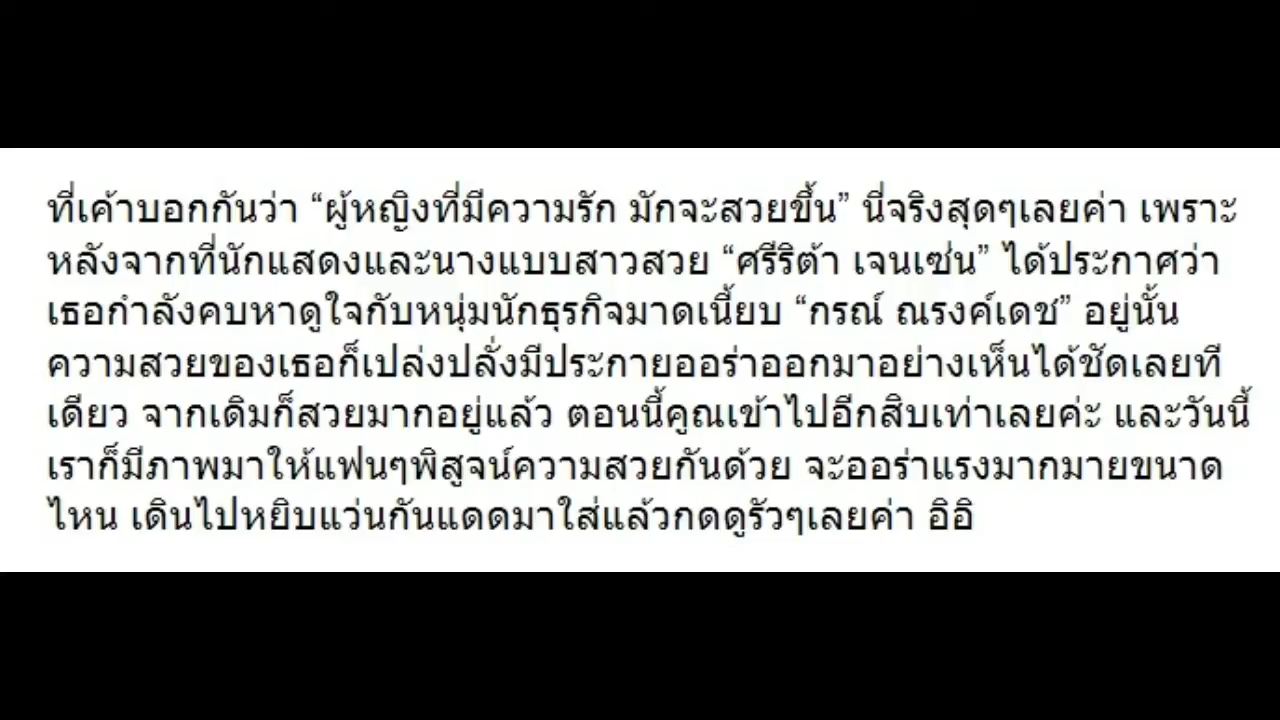 ที่เค้าบอกกันว่า “ผู้หญิงที่มีความรัก มักจะสวยขึ้น” นี่จริงสุดๆเลยค่า เพราะ
หลังจากที่นักแสดงและนางแบบสาวสวย “ศรีริต้า เจนเซ่น” ได้ประกาศว่า
เธอกำลังคบหาดูใจกับหนุ่มนักธุรกิจมาดเนี้ยบ “กรณ์ ณรงค์เดช” อยู่นั้น
ความสวยของเธอก็เปล่งปลั่งมีประกายออร่าออกมาอย่างเห็นได้ชัดเลยที
เดียว จากเดิมก็สวยมากอยู่แล้ว ตอนนี้คูณเข้าไปอีกสิบเท่าเลยค่ะ และวันนี้
เราก็มีภาพมาให้แฟนๆพิสูจน์ความสวยกันด้วย จะออร่าแรงมากมายขนาด
ไหน เดินไปหยิบแว่นกันแดดมาใส่แล้วกดดูรัวๆเลยค่า อิอิ